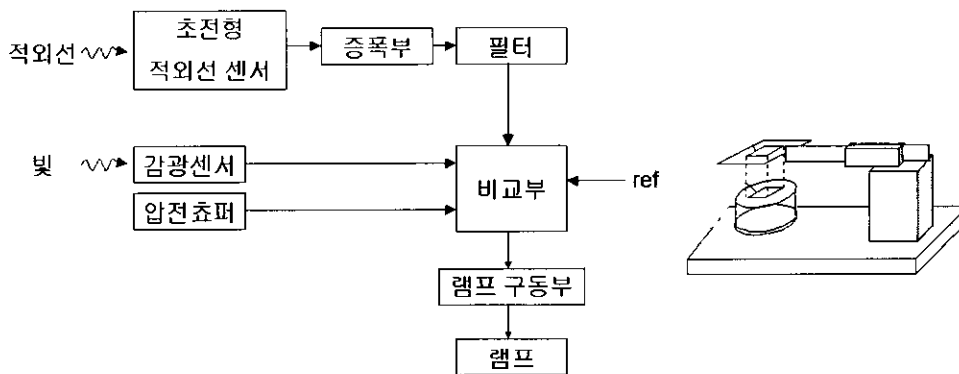 적외선
초전형
적외선 센서
증폭부
필터
빛
감광센서
비교부
ref
압전쵸퍼
램프 구동부
램프